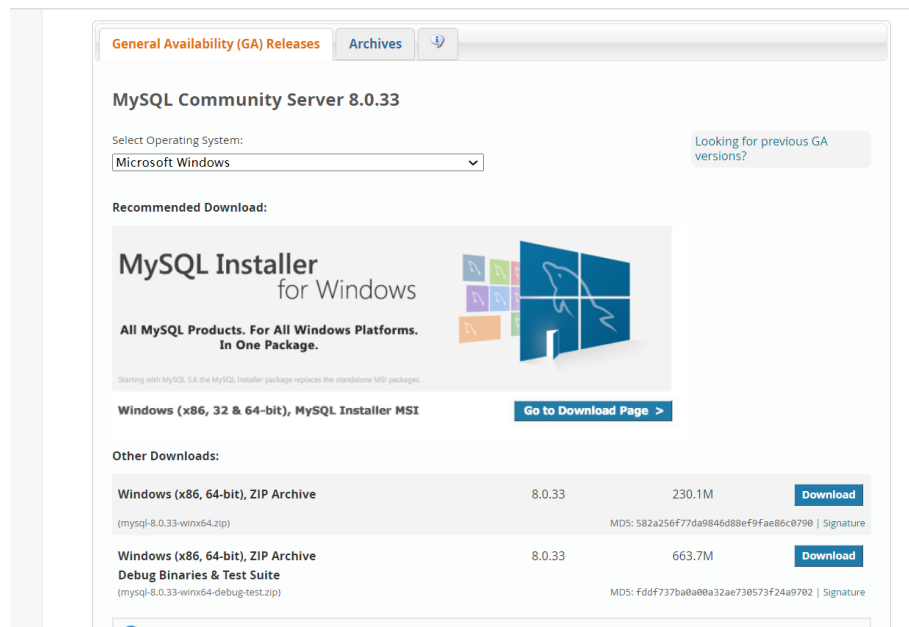 General Availability (GA) Releases
Archives
MySQL Community Server 8.0.33
Select Operating System:
Looking for previous GA
versions?
Microsoft Windows
Recommended Download:
MySQL Installer
for Windows
All MySQL Products. For All Windows Platforms.
In One Package.
Starting with MySQL 5.6 the MySQL Installer package replaces the standalone MSI packages.
Windows (x86, 32 & 64-bit), MySQL Installer MSI
Go to Download Page >
Other Downloads:
Windows (x86, 64-bit), ZIP Archive 8.0.33 230.1M Download
(mysql-8.0.33-winx64.zip) MD5: 582a256f77da9846d88ef9fae86c0790 | Signature
Windows (x86, 64-bit), ZIP Archive 8.0.33 663.7M Download
Debug Binaries & Test Suite
(mysql-8.0.33-winx64-debug-test.zip) MD5: fddf737ba0a00a32ae730573f24a9702 | Signature